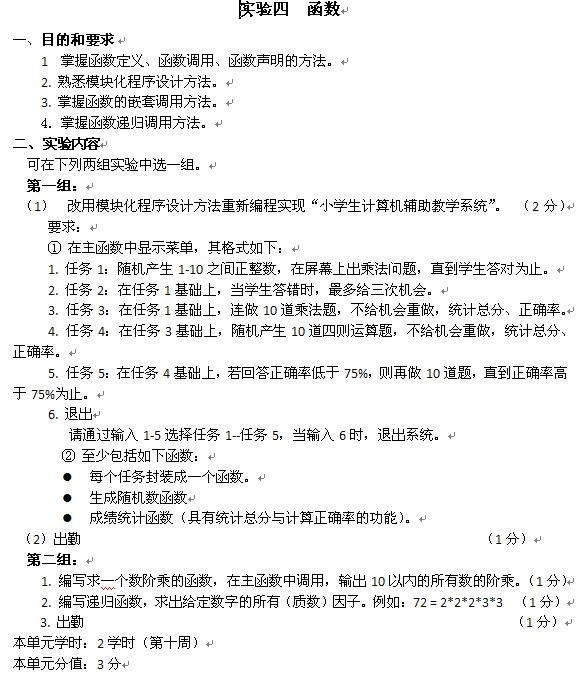 实验四 函数
一、目的和要求
1 掌握函数定义、函数调用、函数声明的方法。
2. 熟悉模块化程序设计方法。
3. 掌握函数的嵌套调用方法。
4．掌握函数递归调用方法。
二、实验内容
可在下列两组实验中选一组。
第一组：
（1） 改用模块化程序设计方法重新编程实现“小学生计算机辅助教学系统”。 （2分）
要求：
① 在主函数中显示菜单，其格式如下：
1. 任务1：随机产生1-10之间正整数，在屏幕上出乘法问题，直到学生答对为止。
2. 任务2：在任务1基础上，当学生答错时，最多给三次机会。
3. 任务3：在任务1基础上，连做10道乘法题，不给机会重做，统计总分、正确率。
4. 任务4：在任务3基础上，随机产生10道四则运算题，不给机会重做，统计总分、
正确率。
5. 任务5：在任务4基础上，若回答正确率低于75%，则再做10道题，直到正确率高
于75%为止。
6. 退出
请通过输入1-5选择任务1--任务5，当输入6时，退出系统。
② 至少包括如下函数：
● 每个任务封装成一个函数。
● 生成随机数函数
● 成绩统计函数（具有统计总分与计算正确率的功能）。
（2）出勤 （1分）
第二组：
1. 编写求一个数阶乘的函数，在主函数中调用，输出10以内的所有数的阶乘。（1分）
2. 编写递归函数，求出给定数字的所有（质数）因子。例如：72 = 2*2*2*3*3 （1分）
3. 出勤 （1分）
本单元学时：2学时（第十周）
本单元分值：3分